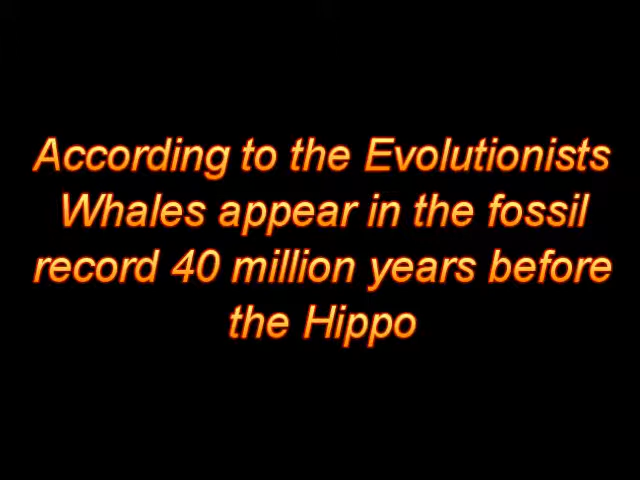 According to the Evolutionists
Whales appear in the fossil
record 40 million years before
the Hippo